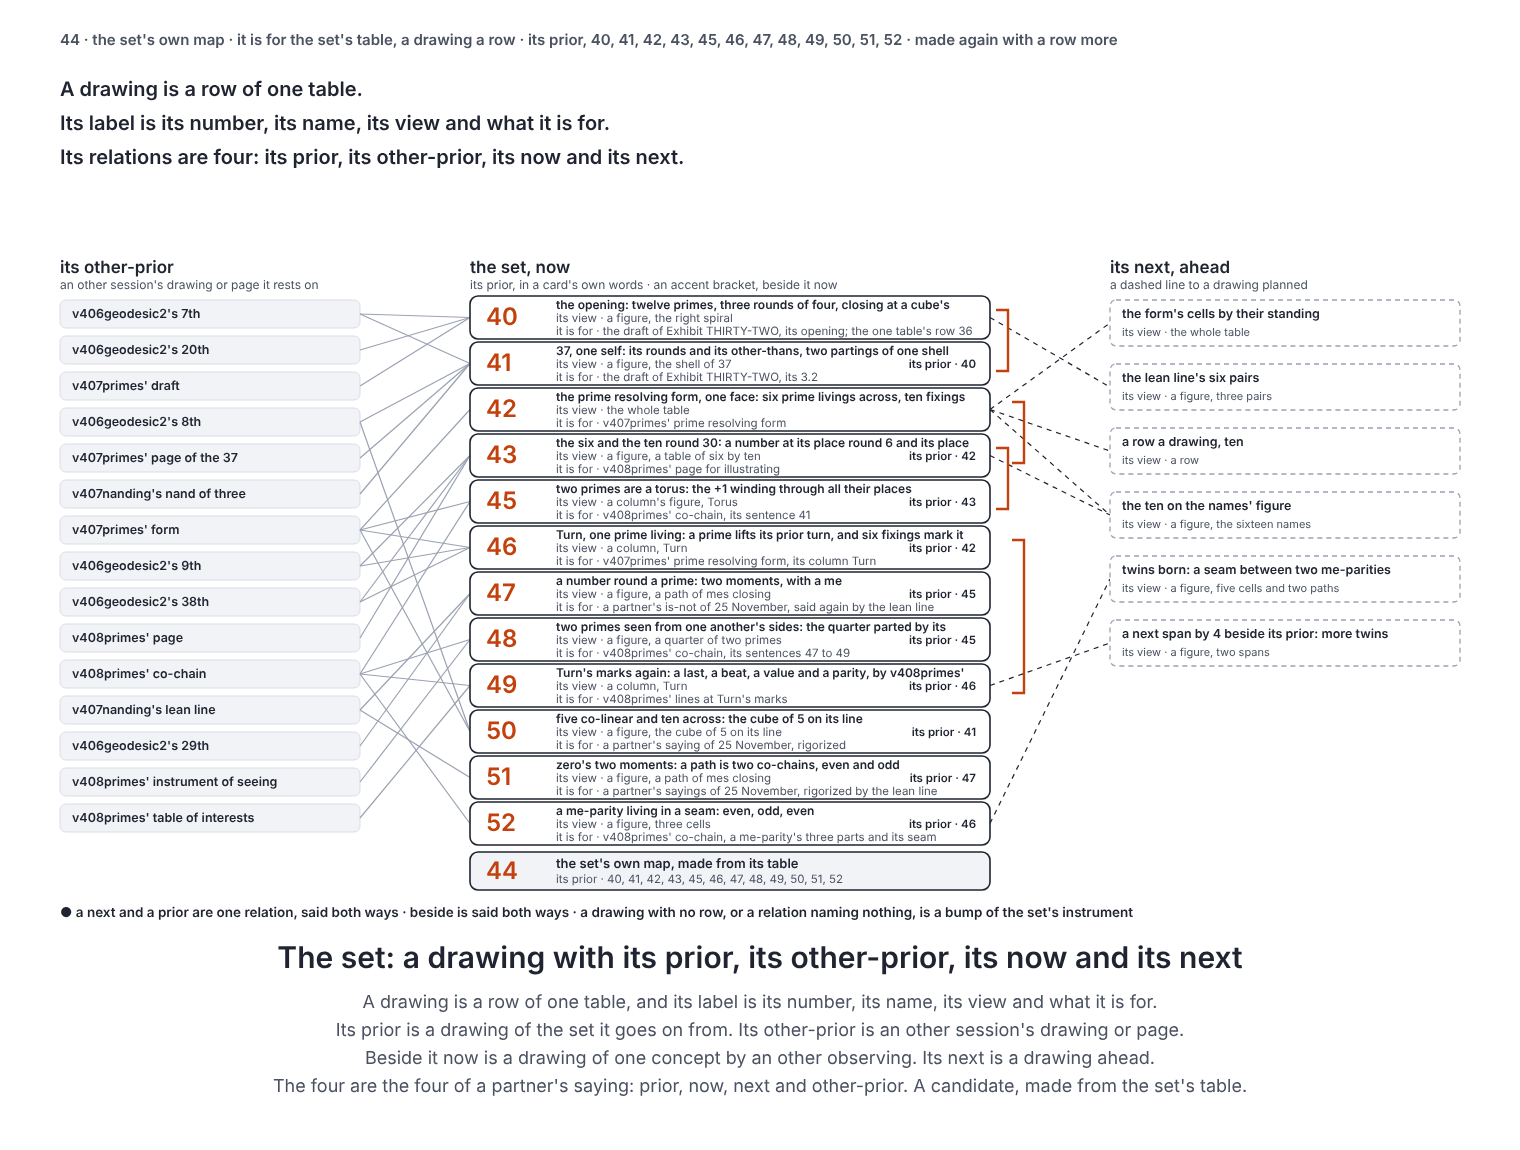 44 · the set's own map · it is for the set's table, a drawing a row · its prior, 40, 41, 42, 43, 45, 46, 47, 48, 49, 50, 51, 52 · made again with a row more
A drawing is a row of one table.
Its label is its number, its name, its view and what it is for.
Its relations are four: its prior, its other-prior, its now and its next.
its other-prior
an other session's drawing or page it rests on
v406geodesic2's 7th
v406geodesic2's 20th
v407primes' draft
v406geodesic2's 8th
v407primes' page of the 37
v407nanding's nand of three
v407primes' form
v406geodesic2's 9th
v406geodesic2's 38th
v408primes' page
v408primes' co-chain
v407nanding's lean line
v406geodesic2's 29th
v408primes' instrument of seeing
v408primes' table of interests
the set, now
its prior, in a card's own words · an accent bracket, beside it now
40
the opening: twelve primes, three rounds of four, closing at a cube's
its view · a figure, the right spiral
it is for · the draft of Exhibit THIRTY-TWO, its opening; the one table's row 36
41
37, one self: its rounds and its other-thans, two partings of one shell
its view · a figure, the shell of 37
its prior · 40
it is for · the draft of Exhibit THIRTY-TWO, its 3.2
42
the prime resolving form, one face: six prime livings across, ten fixings
its view · the whole table
it is for · v407primes' prime resolving form
43
the six and the ten round 30: a number at its place round 6 and its place
its view · a figure, a table of six by ten
its prior · 42
it is for · v408primes' page for illustrating
45
two primes are a torus: the +1 winding through all their places
its view · a column's figure, Torus
its prior · 43
it is for · v408primes' co-chain, its sentence 41
46
Turn, one prime living: a prime lifts its prior turn, and six fixings mark it
its view · a column, Turn
its prior · 42
it is for · v407primes' prime resolving form, its column Turn
47
a number round a prime: two moments, with a me
its view · a figure, a path of mes closing
its prior · 45
it is for · a partner's is-not of 25 November, said again by the lean line
48
two primes seen from one another's sides: the quarter parted by its
its view · a figure, a quarter of two primes
its prior · 45
it is for · v408primes' co-chain, its sentences 47 to 49
49
Turn's marks again: a last, a beat, a value and a parity, by v408primes'
its view · a column, Turn
its prior · 46
it is for · v408primes' lines at Turn's marks
50
five co-linear and ten across: the cube of 5 on its line
its view · a figure, the cube of 5 on its line
its prior · 41
it is for · a partner's saying of 25 November, rigorized
51
zero's two moments: a path is two co-chains, even and odd
its view · a figure, a path of mes closing
its prior · 47
it is for · a partner's sayings of 25 November, rigorized by the lean line
52
a me-parity living in a seam: even, odd, even
its view · a figure, three cells
its prior · 46
it is for · v408primes' co-chain, a me-parity's three parts and its seam
44
the set's own map, made from its table
its prior · 40, 41, 42, 43, 45, 46, 47, 48, 49, 50, 51, 52
its next, ahead
a dashed line to a drawing planned
the form's cells by their standing
its view · the whole table
the lean line's six pairs
its view · a figure, three pairs
a row a drawing, ten
its view · a row
the ten on the names' figure
its view · a figure, the sixteen names
twins born: a seam between two me-parities
its view · a figure, five cells and two paths
a next span by 4 beside its prior: more twins
its view · a figure, two spans
● a next and a prior are one relation, said both ways · beside is said both ways · a drawing with no row, or a relation naming nothing, is a bump of the set's instrument
The set: a drawing with its prior, its other-prior, its now and its next
A drawing is a row of one table, and its label is its number, its name, its view and what it is for.
Its prior is a drawing of the set it goes on from. Its other-prior is an other session's drawing or page.
Beside it now is a drawing of one concept by an other observing. Its next is a drawing ahead.
The four are the four of a partner's saying: prior, now, next and other-prior. A candidate, made from the set's table.